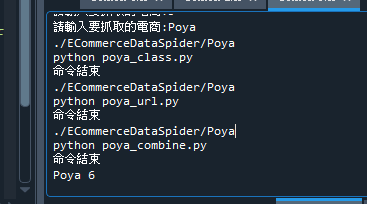 請輸入要抓取的電商:Poya
./ECommerceDataSpider/Poya
python poya_class.py
命令結束
./ECommerceDataSpider/Poya
python poya_url.py
命令結束
./ECommerceDataSpider/Poya
python poya_combine.py
命令結束
Poya 6